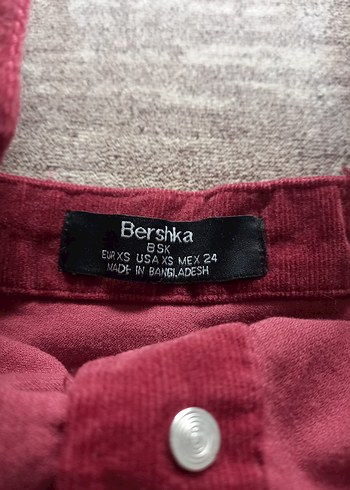 Bershka
BSK
EUR XS USA XS MEX 24
MADE IN BANGLADESH